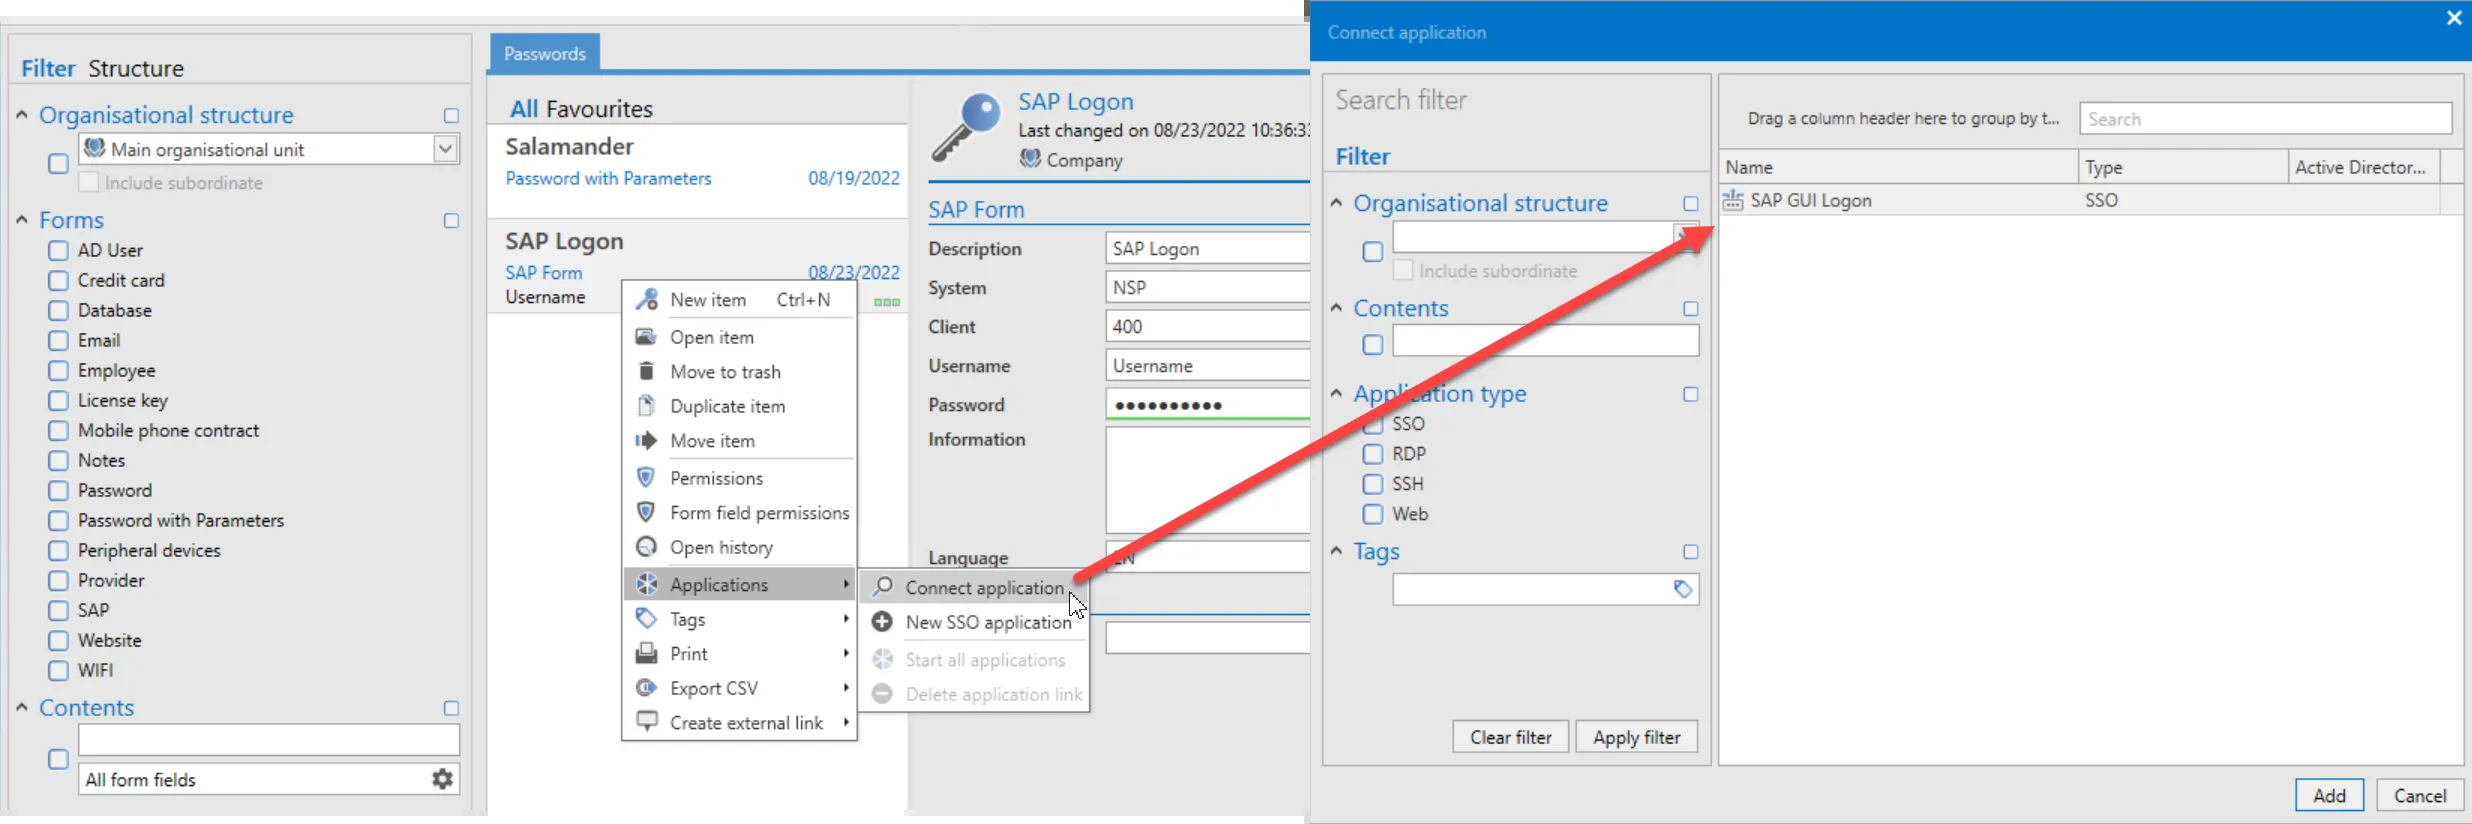 Filter Structure
Organisational structure
Main organisational unit
Include subordinate
Forms
AD User
Credit card
Database
Email
Employee
License key
Mobile phone contract
Notes
Password
Password with Parameters
Peripheral devices
Provider
SAP
Website
WIFI
Contents
All form fields
Passwords
All Favourites
Salamander
Password with Parameters 08/19/2022
SAP Logon
SAP Form 08/23/2022
Username
New item Ctrl+N
Open item
Move to trash
Duplicate item
Move item
Permissions
Form field permissions
Open history
Applications
Tags
Print
Export CSV
Create external link
Connect application
New SSO application
Start all applications
Delete application link
SAP Logon
Last changed on 08/23/2022 10:36:33
Company
SAP Form
Description SAP Logon
System NSP
Client 400
Username Username
Password ●●●●●●●●●●
Information
Language EN
Connect application
Search filter
Filter
Organisational structure
Include subordinate
Contents
Application type
SSO
RDP
SSH
Web
Tags
Clear filter Apply filter
Drag a column header here to group by t... Search
Name Type Active Director...
SAP GUI Logon SSO
Add Cancel